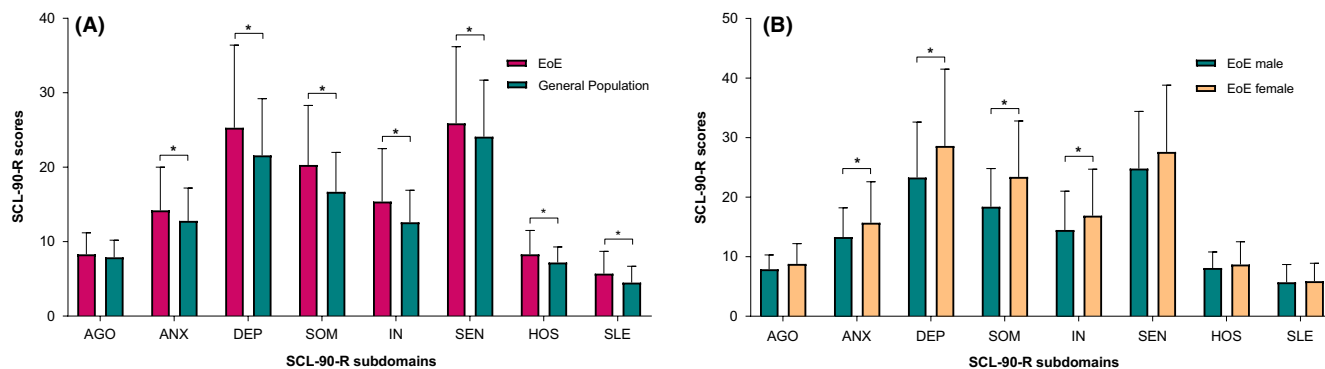 (A)
SCL-90-R scores
40
30
20
10
0
*
*
*
*
*
*
*
EoE
General Population
AGO ANX DEP SOM IN SEN HOS SLE
SCL-90-R subdomains
(B)
SCL-90-R scores
50
40
30
20
10
0
*
*
*
*
EoE male
EoE female
AGO ANX DEP SOM IN SEN HOS SLE
SCL-90-R subdomains